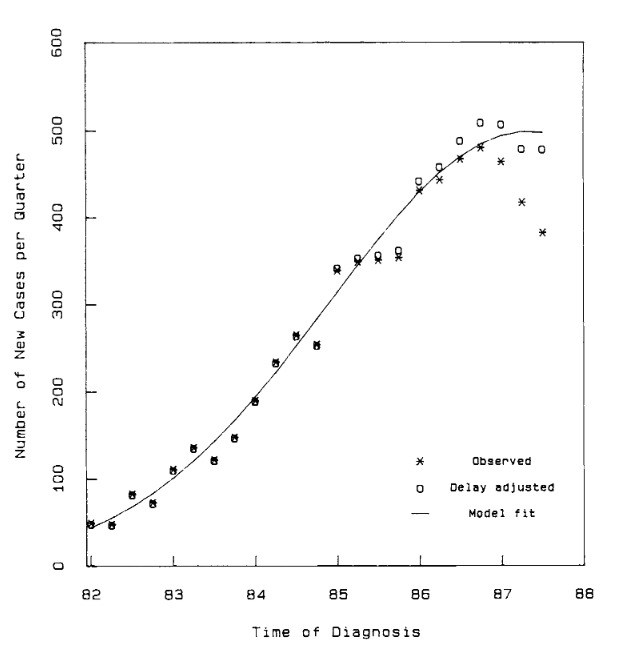 600
500
400
300
200
100
0
Number of New Cases per Quarter
Observed
Delay adjusted
Model fit
82 83 84 85 86 87 88
Time of Diagnosis